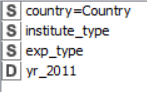 S country=Country
S institute_type
S exp_type
D yr_2011